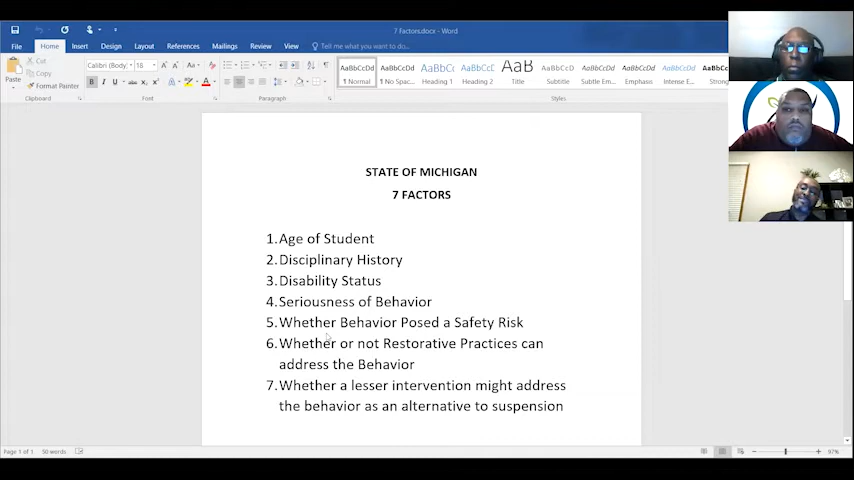 7 Factors.docx - Word
File Home Insert Design Layout References Mailings Review View Tell me what you want to do...
Cut
Copy
Paste Format Painter
Clipboard
Calibri (Body) 18
Font
Paragraph
AaBbCcDd AaBbCcDd AaBbCc AaBbCcD AaB AaBbCcD AaBbCcDd AaBbCcDd AaBbCcDd AaBbCc
¶ Normal ¶ No Spac... Heading 1 Heading 2 Title Subtitle Subtle Em... Emphasis Intense E... Strong
Styles
STATE OF MICHIGAN
7 FACTORS
1. Age of Student
2. Disciplinary History
3. Disability Status
4. Seriousness of Behavior
5. Whether Behavior Posed a Safety Risk
6. Whether or not Restorative Practices can
address the Behavior
7. Whether a lesser intervention might address
the behavior as an alternative to suspension
Page 1 of 1 50 words 97%